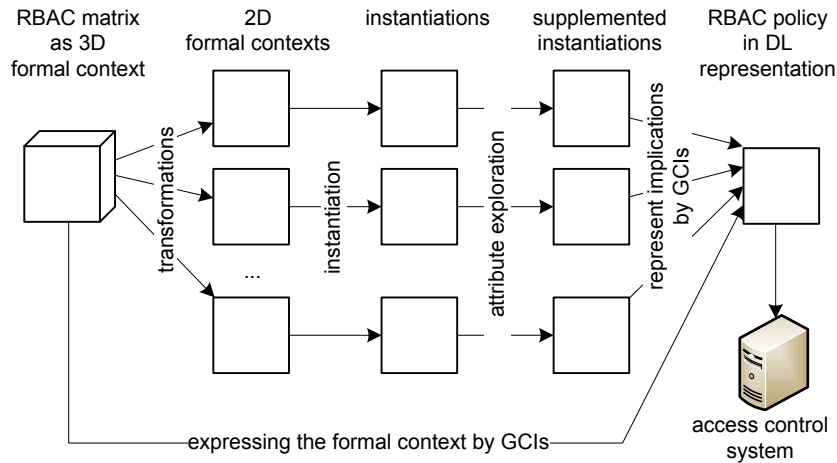 RBAC matrix
as 3D
formal context
2D
formal contexts
instantiations
supplemented
instantiations
RBAC policy
in DL
representation
transformations
instantiation
attribute exploration
represent implications
by GCIs
...
expressing the formal context by GCIs
access control
system